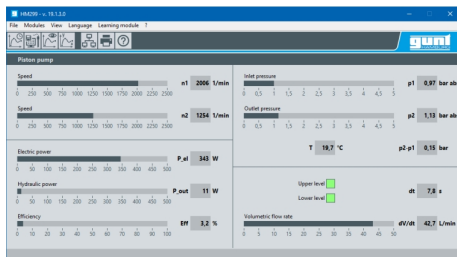 HM299 - v. 19.1.3.0
File Modules View Language Learning module ?
gunt
Piston pump
Speed
n1 2006 1/min
0 250 500 750 1000 1250 1500 1750 2000 2250 2500
Speed
n2 1254 1/min
0 250 500 750 1000 1250 1500 1750 2000 2250 2500
Electric power
P_el 343 W
0 50 100 150 200 250 300 350 400 450 500
Hydraulic power
P_out 11 W
0 50 100 150 200 250 300 350 400 450 500
Efficiency
Eff 3,2 %
0 10 20 30 40 50 60 70 80 90 100
Inlet pressure
p1 0,97 bar ab
0 0,5 1 1,5 2 2,5 3 3,5 4 4,5 5
Outlet pressure
p2 1,13 bar ab
0 0,5 1 1,5 2 2,5 3 3,5 4 4,5 5
T 19,7 °C p2-p1 0,15 bar
Upper level
Lower level
dt 7,8 s
Volumetric flow rate
dV/dt 42,7 L/min
0 5 10 15 20 25 30 35 40 45 50